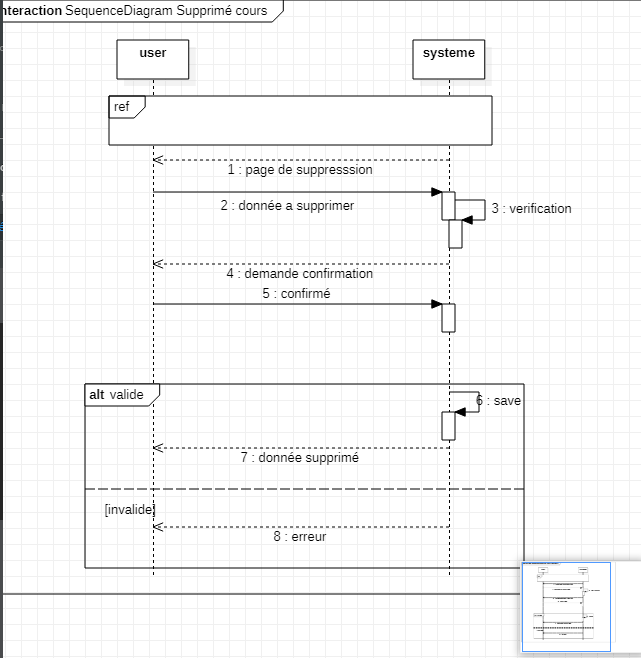 nteraction SequenceDiagram Supprimé cours
user
systeme
ref
1 : page de suppresssion
2 : donnée a supprimer
3 : verification
4 : demande confirmation
5 : confirmé
alt valide
6 : save
7 : donnée supprimé
[invalide]
8 : erreur